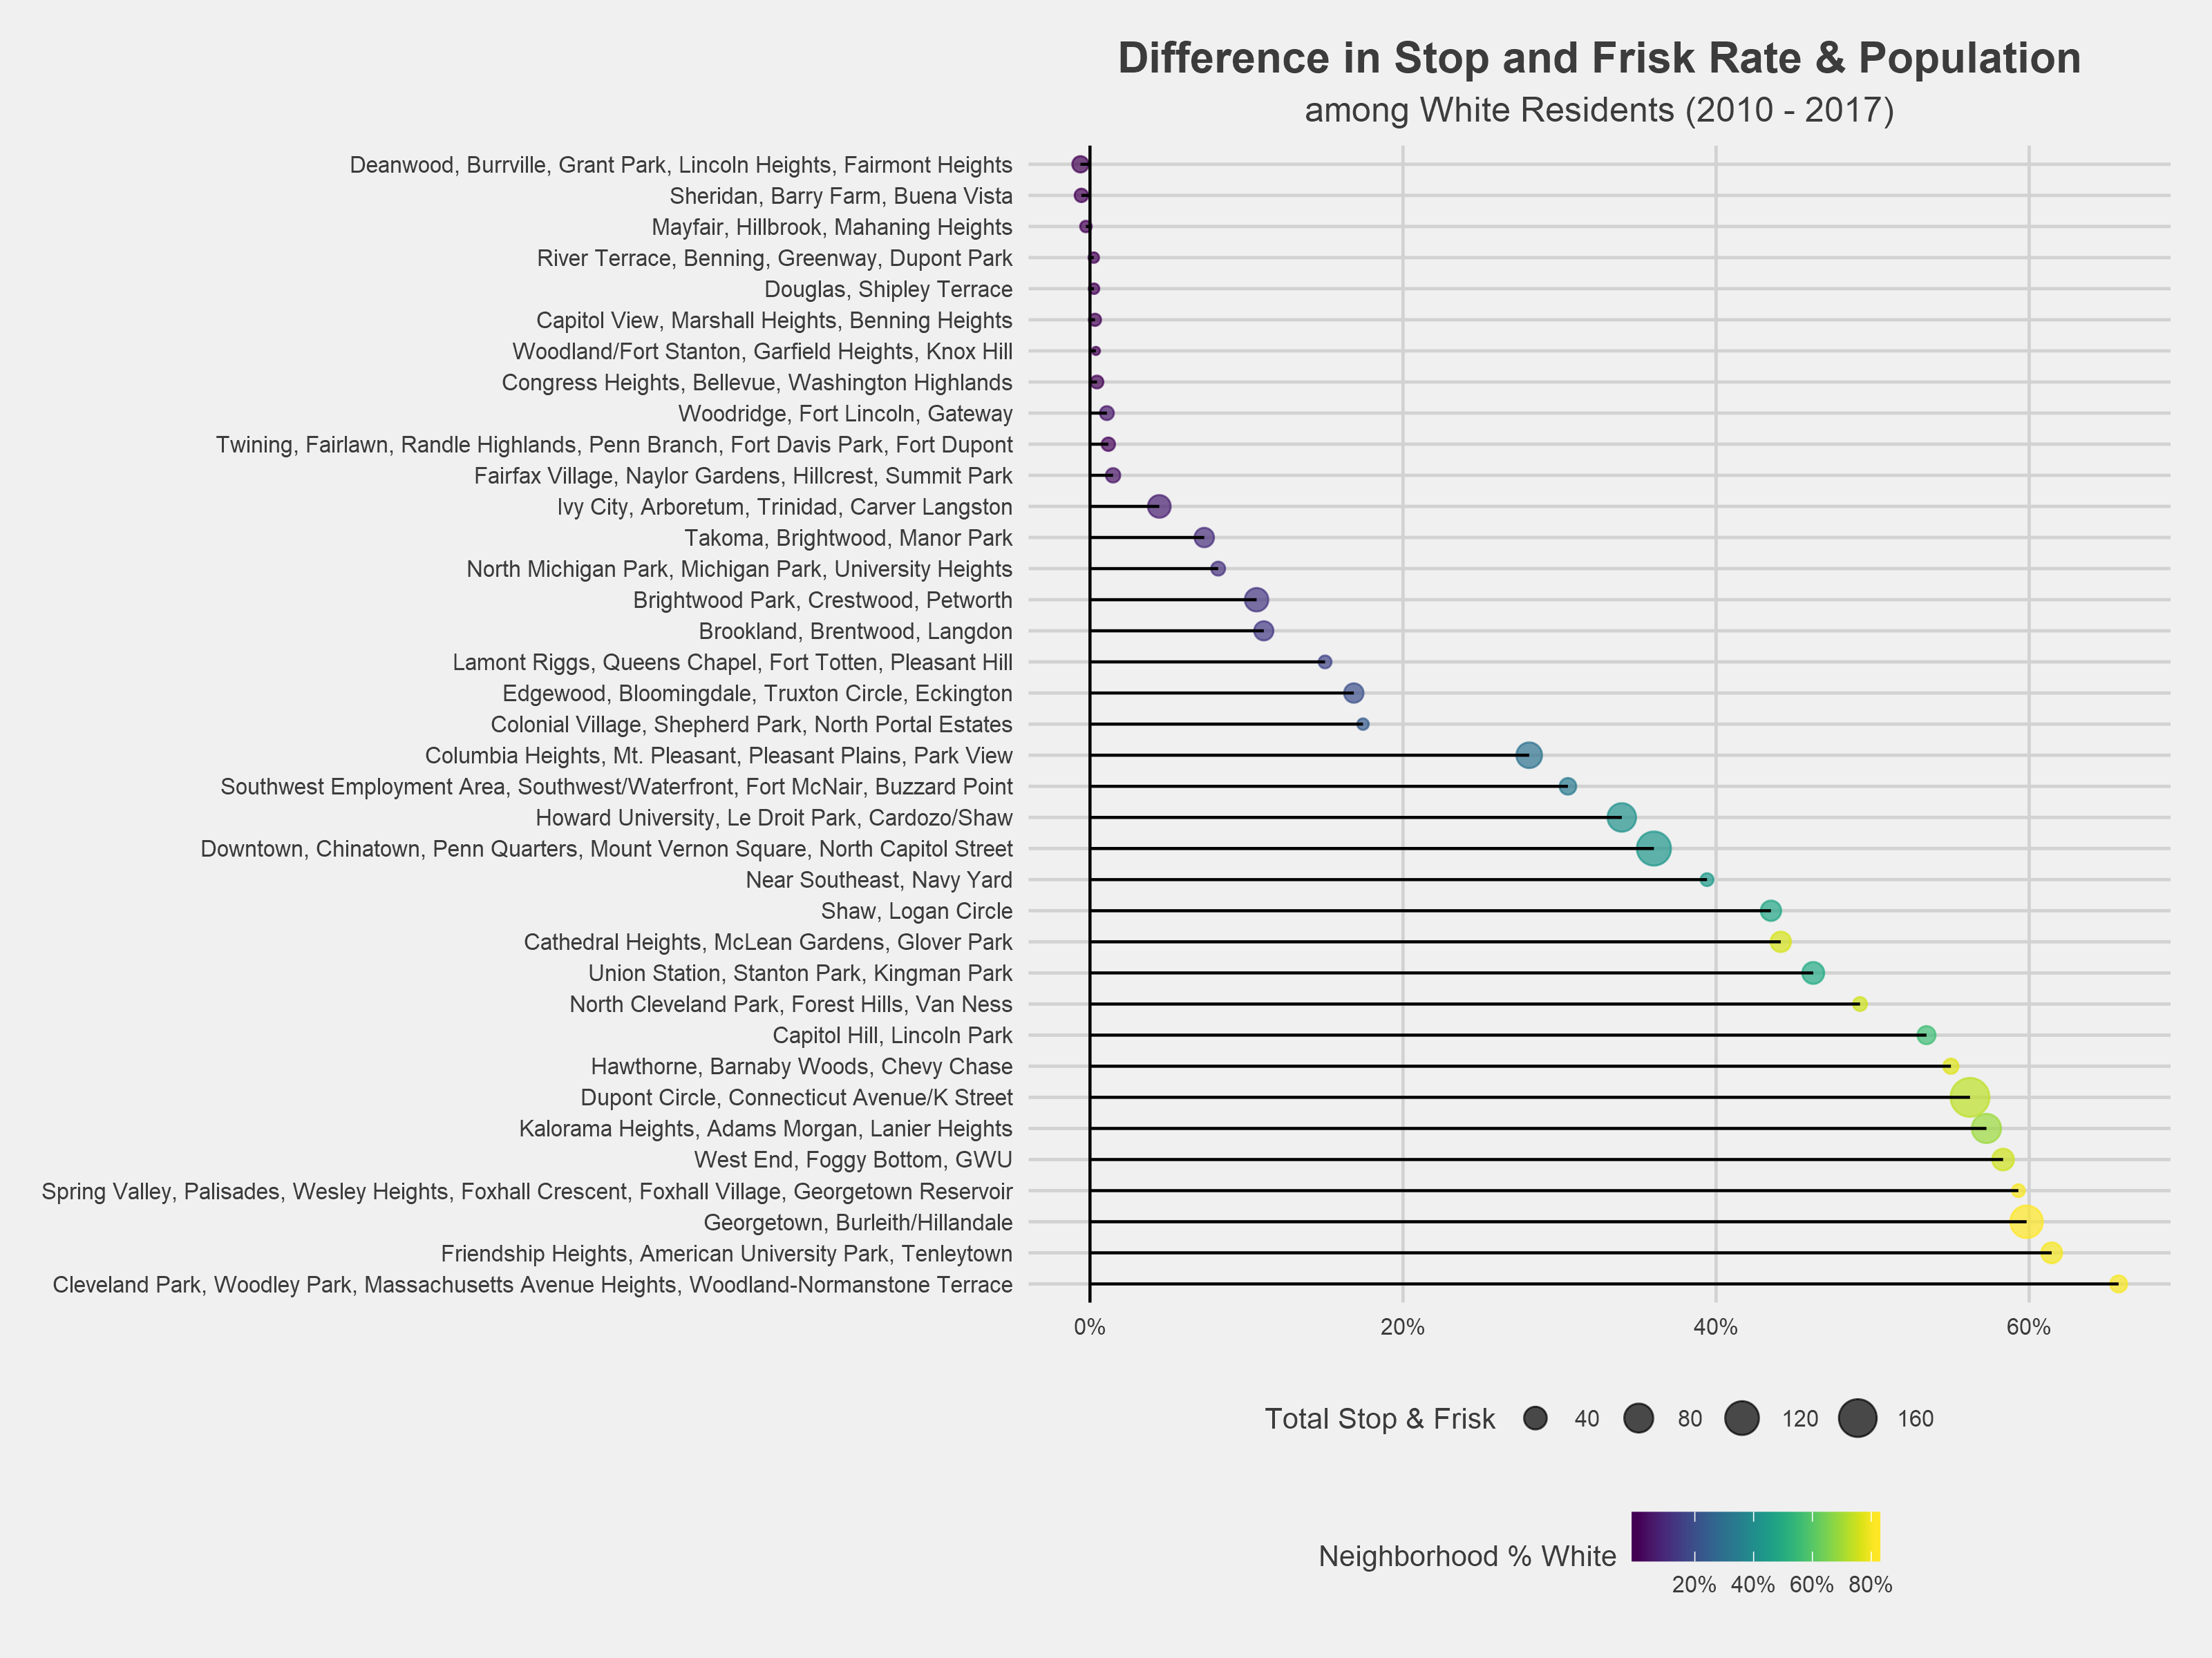 Difference in Stop and Frisk Rate & Population
among White Residents (2010 - 2017)
Deanwood, Burrville, Grant Park, Lincoln Heights, Fairmont Heights
Sheridan, Barry Farm, Buena Vista
Mayfair, Hillbrook, Mahaning Heights
River Terrace, Benning, Greenway, Dupont Park
Douglas, Shipley Terrace
Capitol View, Marshall Heights, Benning Heights
Woodland/Fort Stanton, Garfield Heights, Knox Hill
Congress Heights, Bellevue, Washington Highlands
Woodridge, Fort Lincoln, Gateway
Twining, Fairlawn, Randle Highlands, Penn Branch, Fort Davis Park, Fort Dupont
Fairfax Village, Naylor Gardens, Hillcrest, Summit Park
Ivy City, Arboretum, Trinidad, Carver Langston
Takoma, Brightwood, Manor Park
North Michigan Park, Michigan Park, University Heights
Brightwood Park, Crestwood, Petworth
Brookland, Brentwood, Langdon
Lamont Riggs, Queens Chapel, Fort Totten, Pleasant Hill
Edgewood, Bloomingdale, Truxton Circle, Eckington
Colonial Village, Shepherd Park, North Portal Estates
Columbia Heights, Mt. Pleasant, Pleasant Plains, Park View
Southwest Employment Area, Southwest/Waterfront, Fort McNair, Buzzard Point
Howard University, Le Droit Park, Cardozo/Shaw
Downtown, Chinatown, Penn Quarters, Mount Vernon Square, North Capitol Street
Near Southeast, Navy Yard
Shaw, Logan Circle
Cathedral Heights, McLean Gardens, Glover Park
Union Station, Stanton Park, Kingman Park
North Cleveland Park, Forest Hills, Van Ness
Capitol Hill, Lincoln Park
Hawthorne, Barnaby Woods, Chevy Chase
Dupont Circle, Connecticut Avenue/K Street
Kalorama Heights, Adams Morgan, Lanier Heights
West End, Foggy Bottom, GWU
Spring Valley, Palisades, Wesley Heights, Foxhall Crescent, Foxhall Village, Georgetown Reservoir
Georgetown, Burleith/Hillandale
Friendship Heights, American University Park, Tenleytown
Cleveland Park, Woodley Park, Massachusetts Avenue Heights, Woodland-Normanstone Terrace
0% 20% 40% 60%
Total Stop & Frisk 40 80 120 160
Neighborhood % White
20% 40% 60% 80%